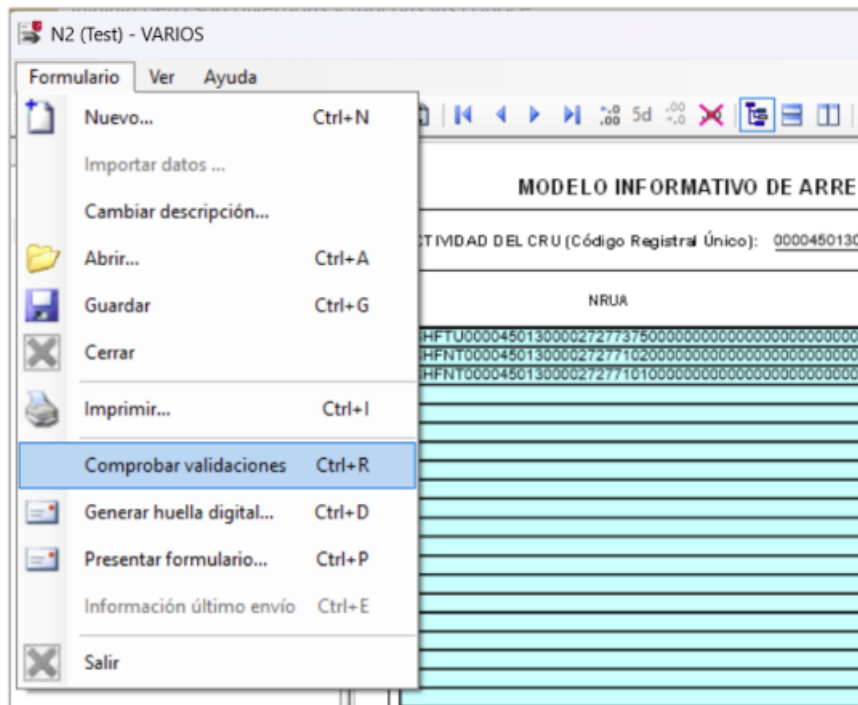 N2 (Test) - VARIOS
Formulario Ver Ayuda
Nuevo... Ctrl+N
5d
Importar datos ...
Cambiar descripción...
Abrir... Ctrl+A
Guardar Ctrl+G
Cerrar
Imprimir... Ctrl+I
Comprobar validaciones Ctrl+R
Generar huella digital... Ctrl+D
Presentar formulario... Ctrl+P
Información último envío Ctrl+E
Salir
MODELO INFORMATIVO DE ARRE
CTIVIDAD DEL CRU (Código Registral Único): 0000450130
NRUA